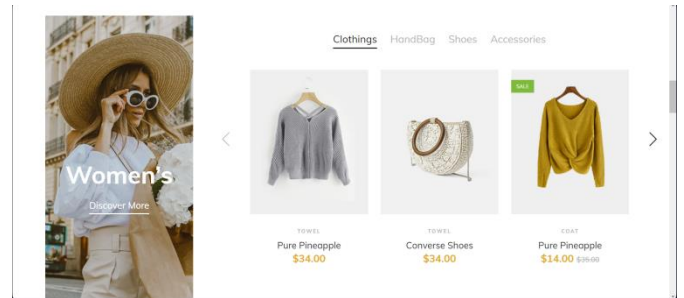 Clothings HandBag Shoes Accessories
Women's
Discover More
SALE
TOWEL
Pure Pineapple
$34.00
TOWEL
Converse Shoes
$34.00
COAT
Pure Pineapple
$14.00 $35.00